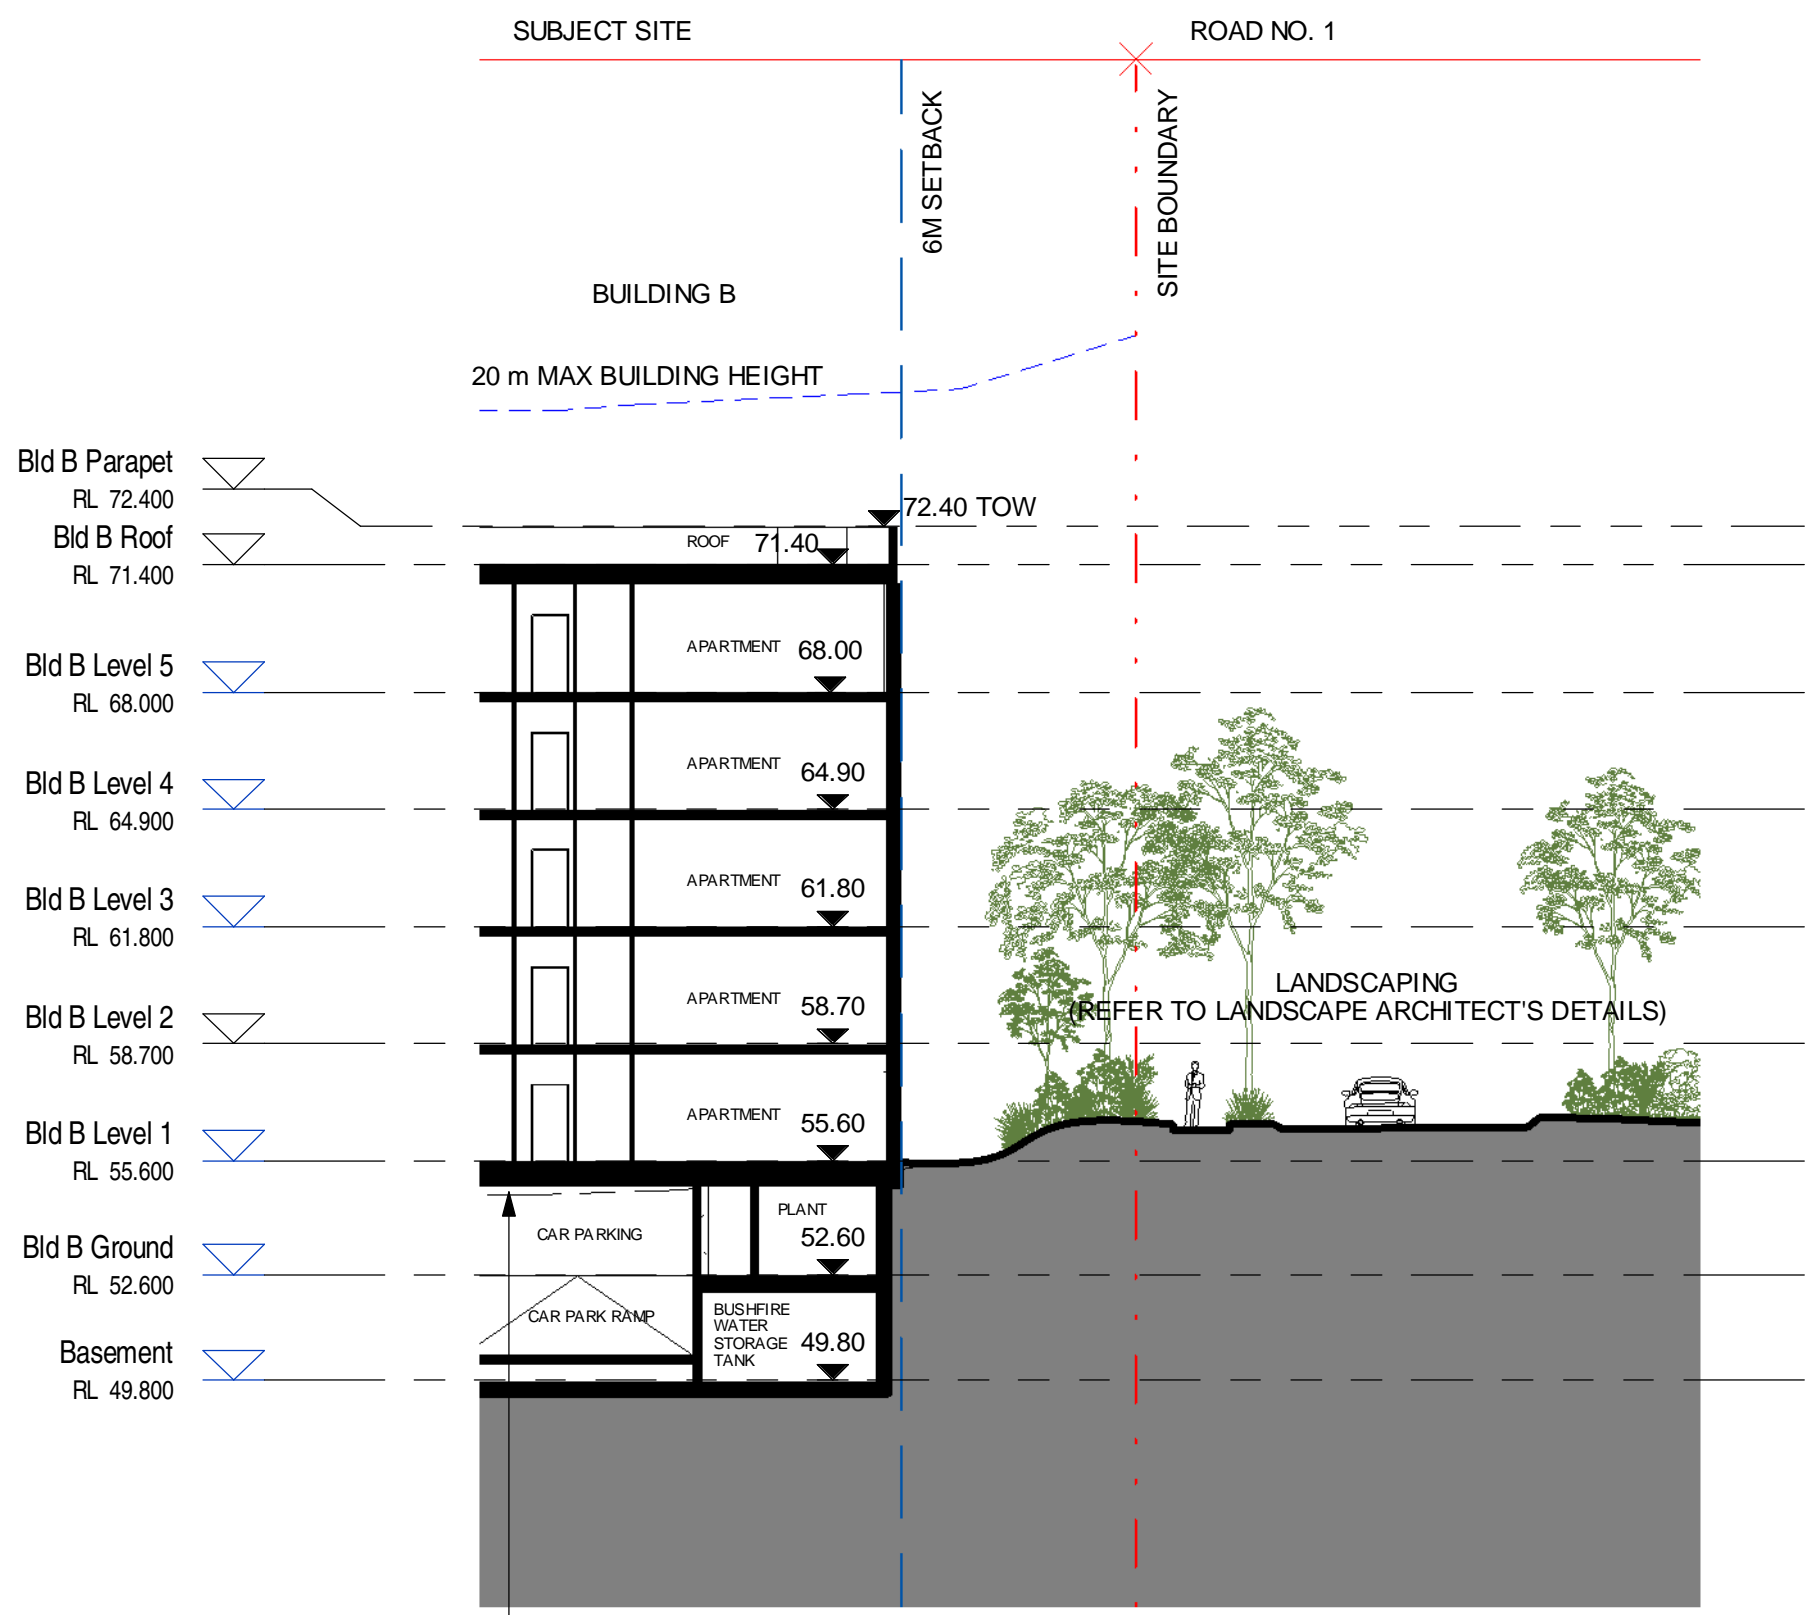 SUBJECT SITE
ROAD NO. 1
6M SETBACK
SITE BOUNDARY
BUILDING B
20 m MAX BUILDING HEIGHT
Bld B Parapet
RL 72.400
72.40 TOW
Bld B Roof
RL 71.400
ROOF
71.40
Bld B Level 5
RL 68.000
APARTMENT
68.00
Bld B Level 4
RL 64.900
APARTMENT
64.90
Bld B Level 3
RL 61.800
APARTMENT
61.80
LANDSCAPING
(REFER TO LANDSCAPE ARCHITECT'S DETAILS)
Bld B Level 2
RL 58.700
APARTMENT
58.70
Bld B Level 1
RL 55.600
APARTMENT
55.60
Bld B Ground
RL 52.600
CAR PARKING
PLANT
52.60
Basement
RL 49.800
CAR PARK RAMP
BUSHFIRE
WATER
STORAGE
TANK
49.80